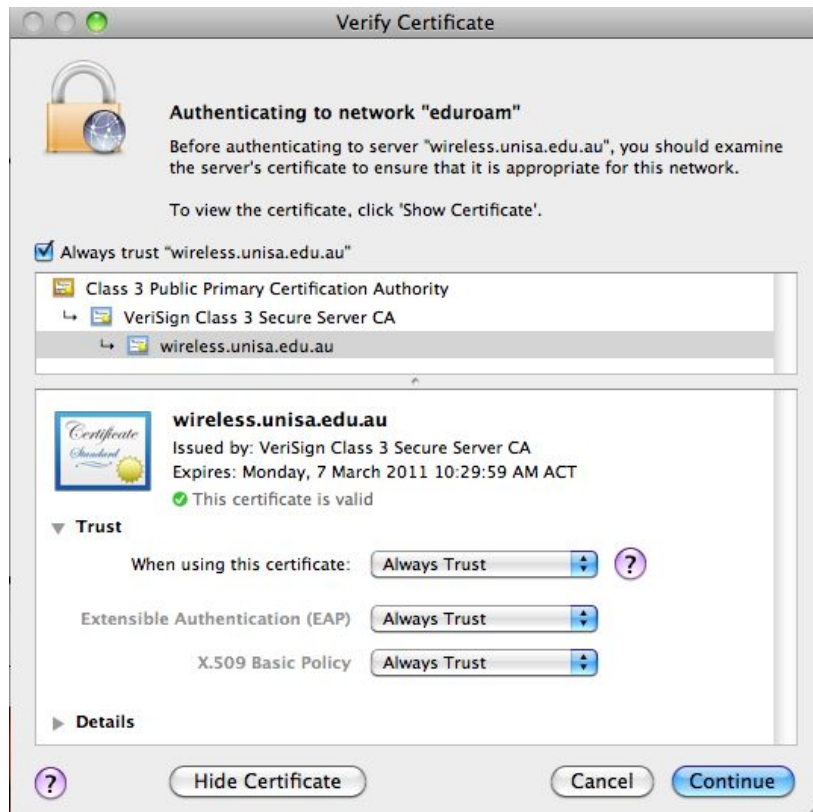 Verify Certificate
Authenticating to network "eduroam"
Before authenticating to server "wireless.unisa.edu.au", you should examine
the server's certificate to ensure that it is appropriate for this network.
To view the certificate, click 'Show Certificate'.
Always trust "wireless.unisa.edu.au"
Class 3 Public Primary Certification Authority
VeriSign Class 3 Secure Server CA
wireless.unisa.edu.au
Certificate
Standard
wireless.unisa.edu.au
Issued by: VeriSign Class 3 Secure Server CA
Expires: Monday, 7 March 2011 10:29:59 AM ACT
This certificate is valid
Trust
When using this certificate: Always Trust ?
Extensible Authentication (EAP) Always Trust
X.509 Basic Policy Always Trust
Details
? Hide Certificate Cancel Continue